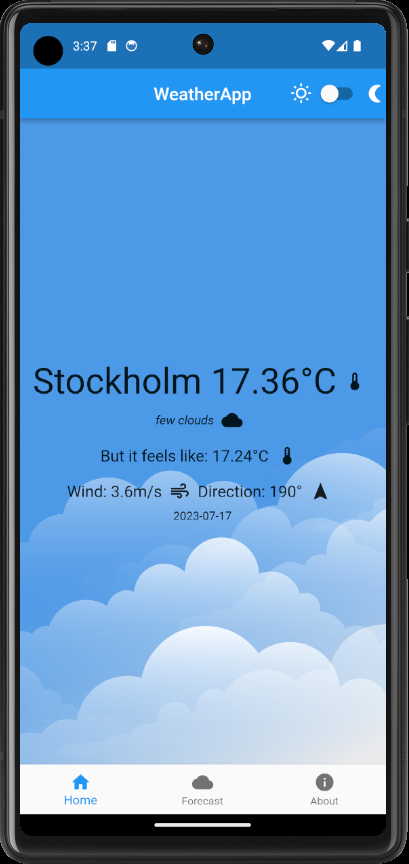 3:37
WeatherApp
Stockholm 17.36°C
few clouds
But it feels like: 17.24°C
Wind: 3.6m/s Direction: 190°
2023-07-17
Home Forecast About